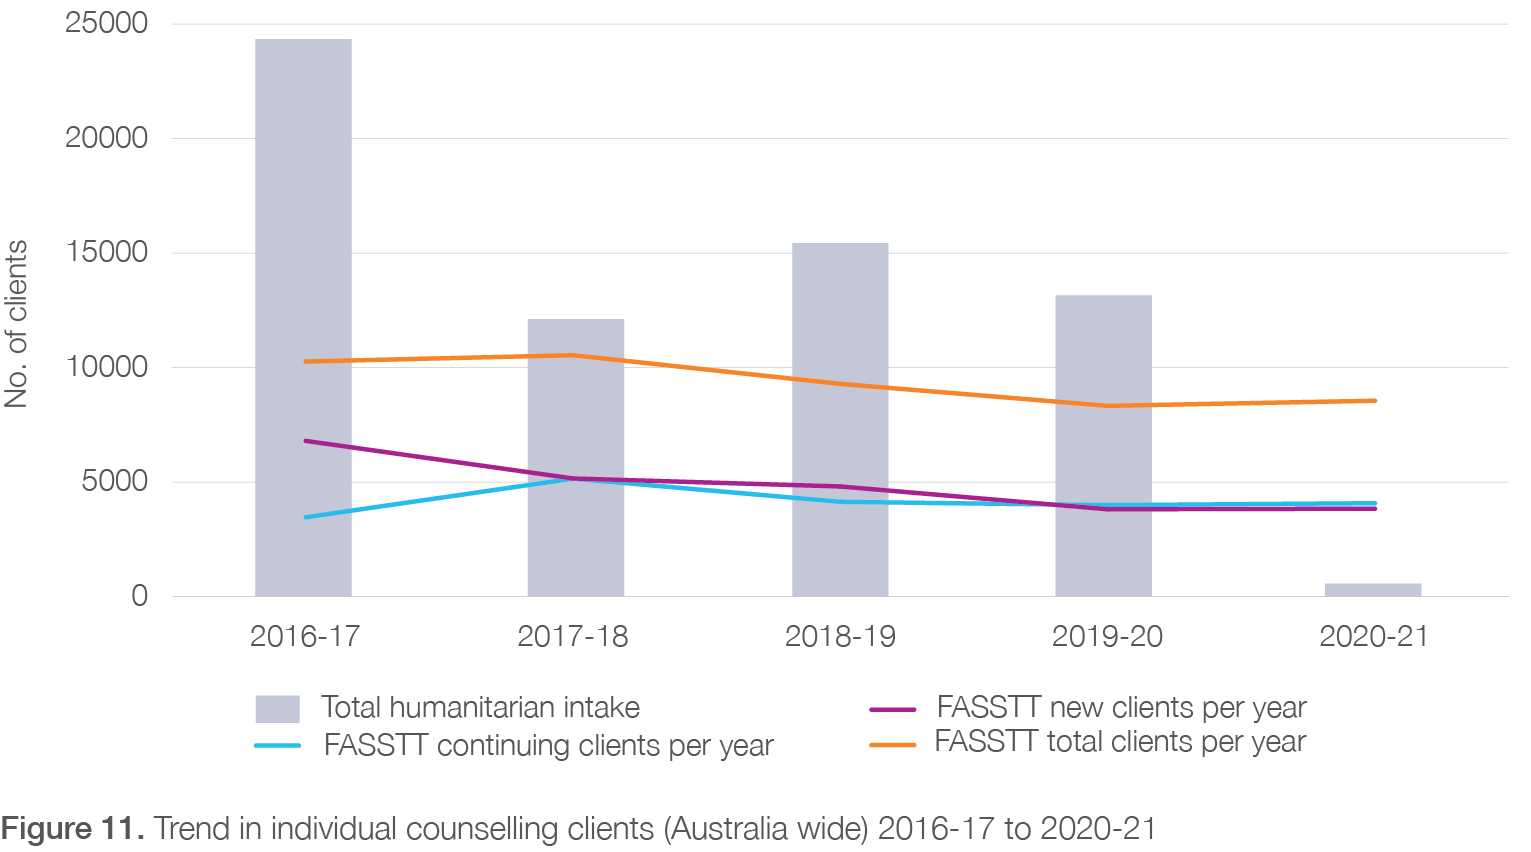 25000
20000
15000
10000
5000
0
No. of clients
2016-17
2017-18
2018-19
2019-20
2020-21
Total humanitarian intake
FASSTT new clients per year
FASSTT continuing clients per year
FASSTT total clients per year
Figure 11. Trend in individual counselling clients (Australia wide) 2016-17 to 2020-21